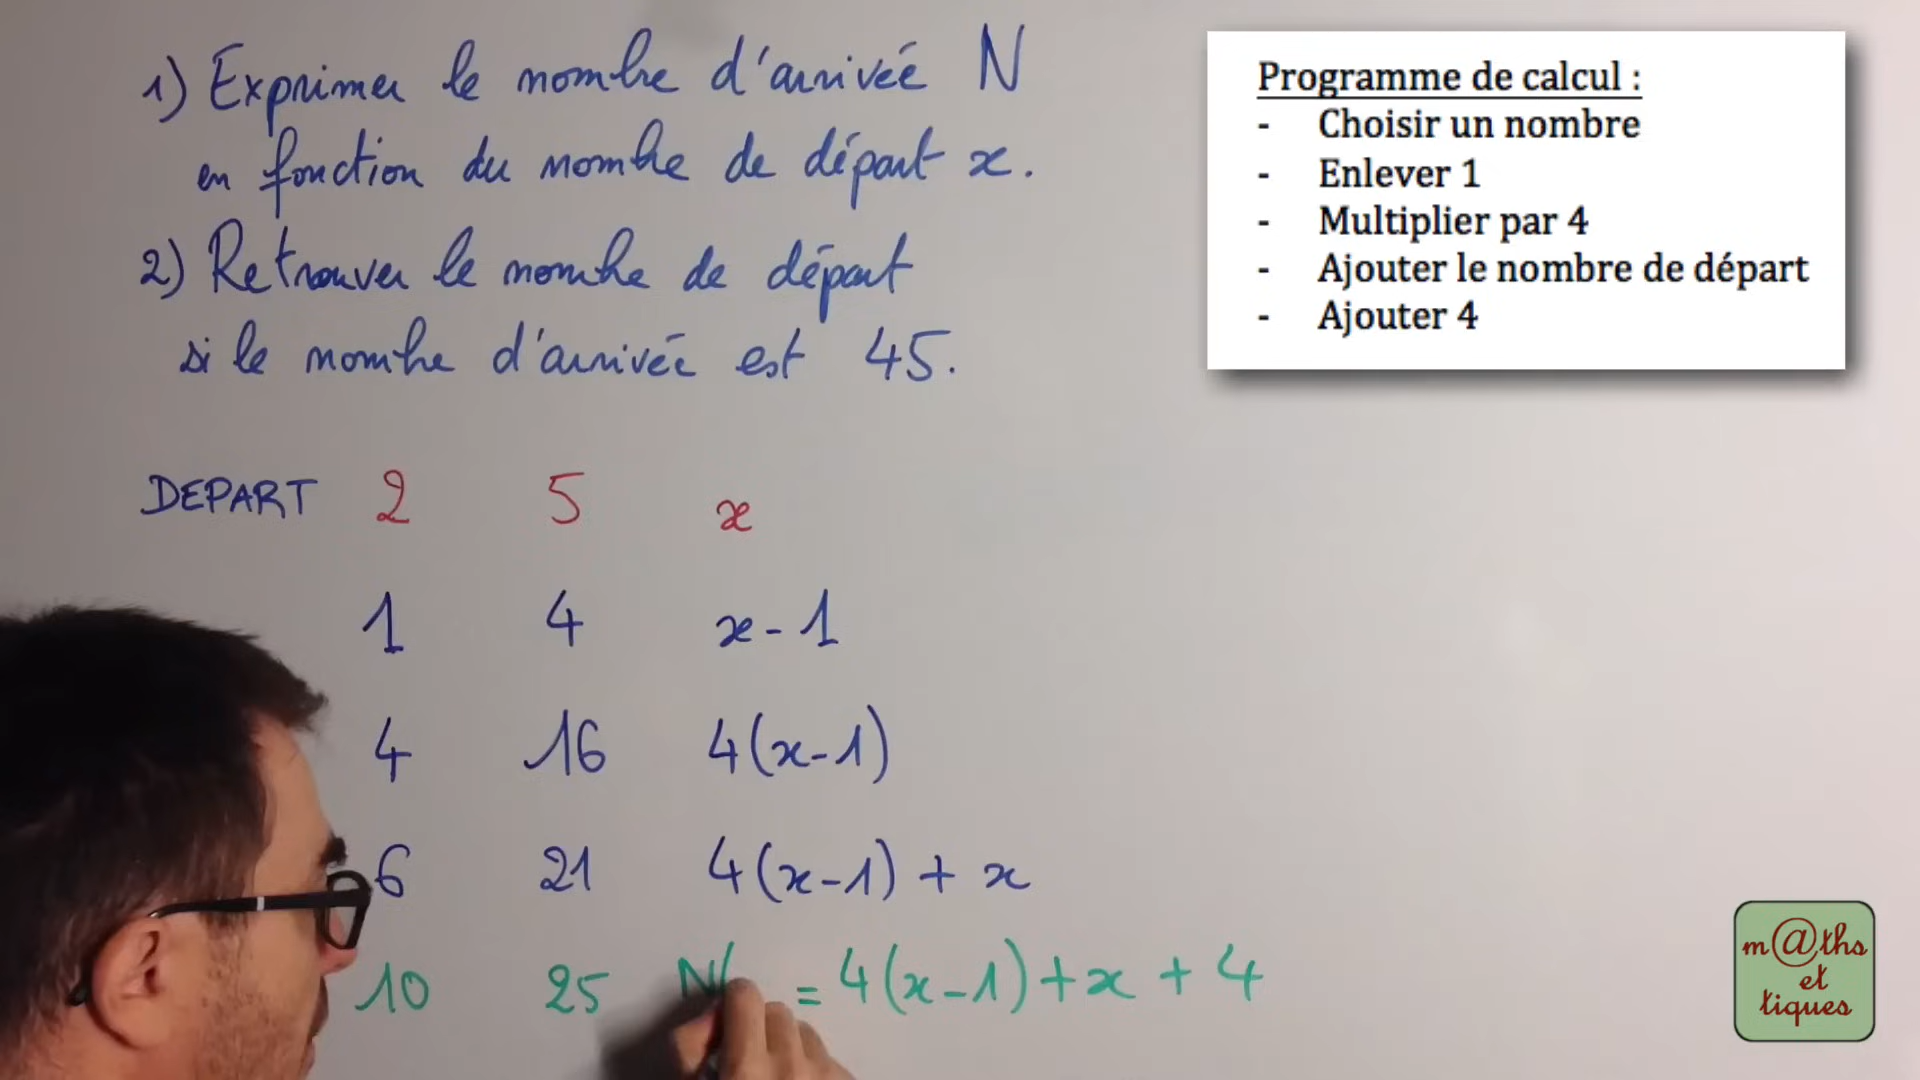 1) Exprimer le nombre d'arrivée N
en fonction du nombre de départ x.
2) Retrouver le nombre de départ
si le nombre d'arrivée est 45.
Programme de calcul :
- Choisir un nombre
- Enlever 1
- Multiplier par 4
- Ajouter le nombre de départ
- Ajouter 4
DEPART 2 5 x
1 4 x-1
4 16 4(x-1)
6 21 4(x-1) + x
10 25 N = 4(x-1)+x + 4
m@ths
et
tiques